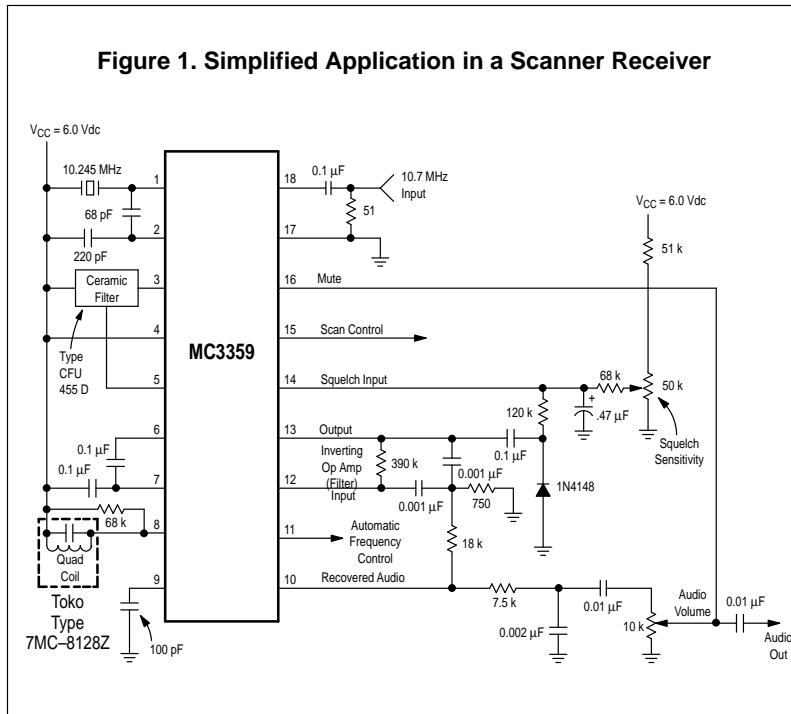 Figure 1. Simplified Application in a Scanner Receiver
VCC = 6.0 Vdc
10.245 MHz
68 pF
220 pF
Ceramic
Filter
Type
CFU
455 D
0.1 µF
0.1 µF
68 k
Quad
Coil
Toko
Type
7MC–8128Z
100 pF
1
2
3
4
5
6
7
8
9
MC3359
18
17
16
15
14
13
12
11
10
0.1 µF
10.7 MHz
Input
51
Mute
Scan Control
Squelch Input
Output
Inverting
Op Amp
(Filter)
Input
Automatic
Frequency
Control
Recovered Audio
390 k
0.001 µF
0.001 µF
750
18 k
120 k
0.1 µF
1N4148
68 k
+
.47 µF
VCC = 6.0 Vdc
51 k
50 k
Squelch
Sensitivity
7.5 k
0.002 µF
0.01 µF
Audio
Volume
10 k
0.01 µF
Audio
Out